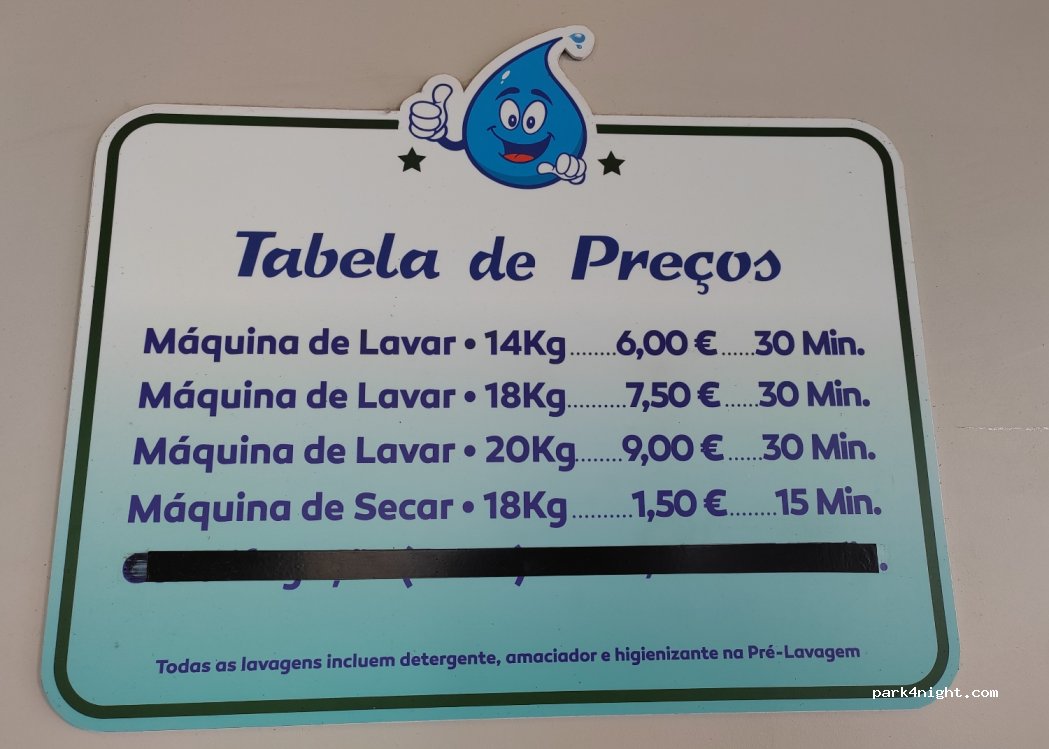 Tabela de Preços
Máquina de Lavar • 14Kg........6,00 €......30 Min.
Máquina de Lavar • 18Kg..........7,50 €......30 Min.
Máquina de Lavar • 20Kg........9,00 €......30 Min.
Máquina de Secar • 18Kg...........1,50 €........15 Min.
Todas as lavagens incluem detergente, amaciador e higienizante na Pré-Lavagem
park4night.com